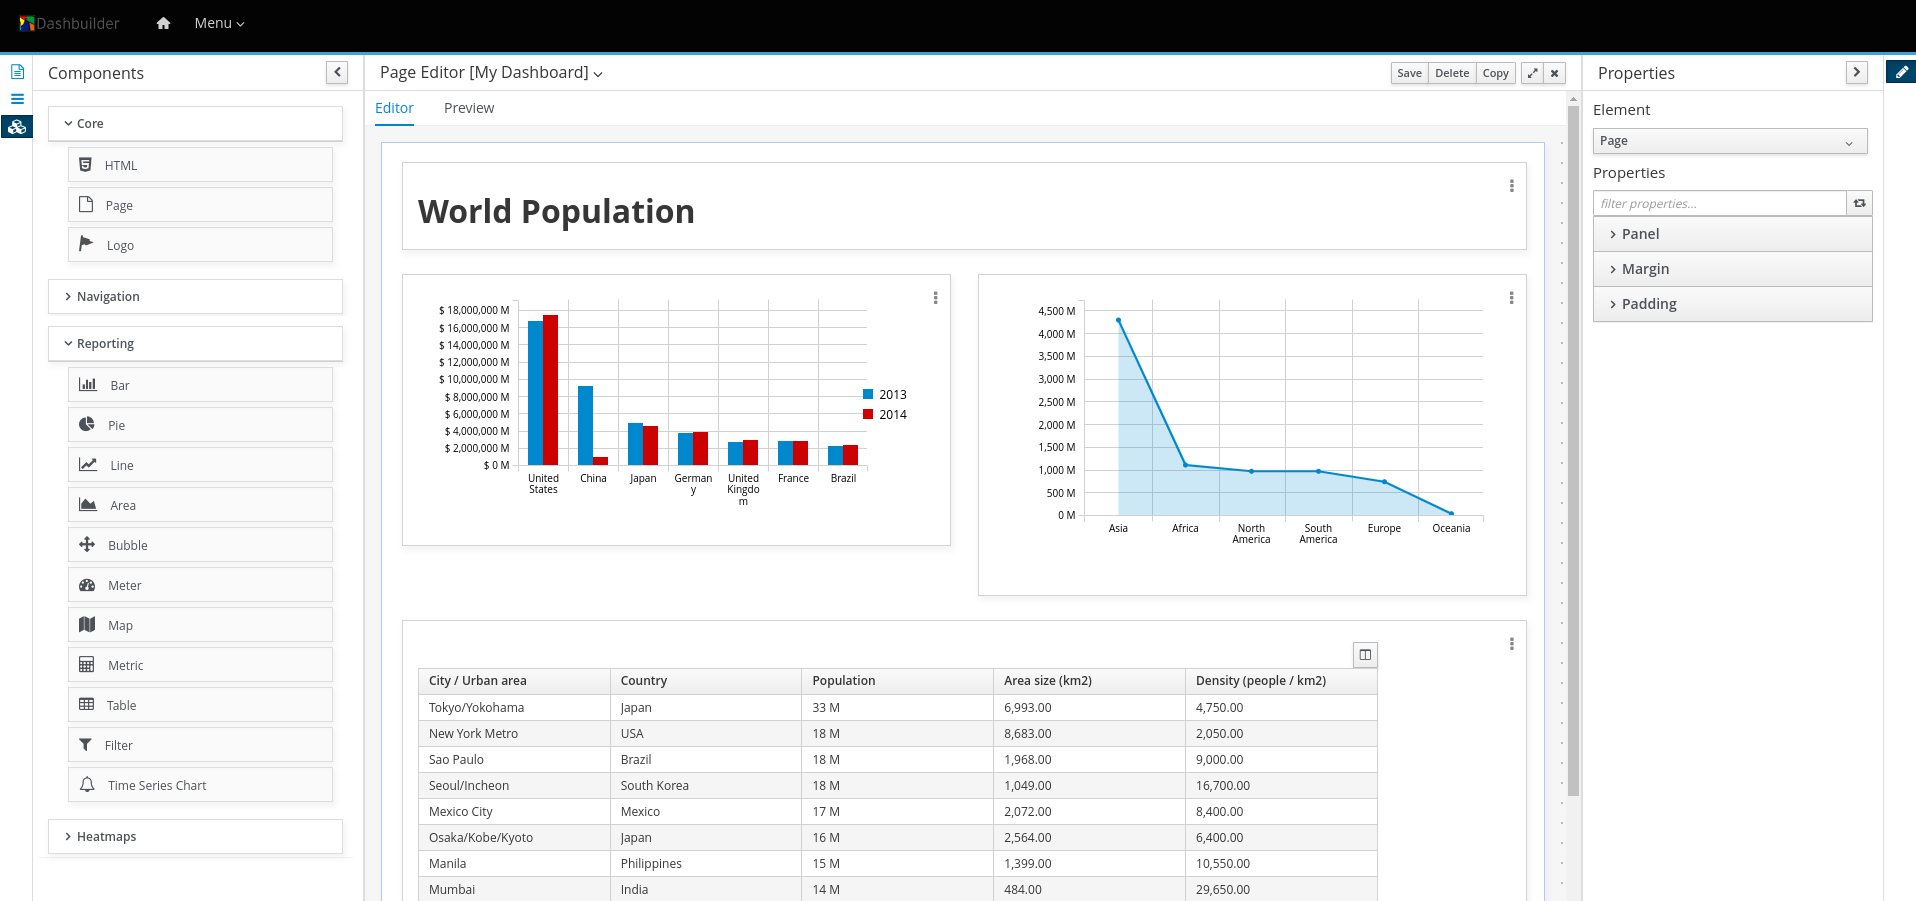 Dashbuilder
Menu
Components
Core
HTML
Page
Logo
Navigation
Reporting
Bar
Pie
Line
Area
Bubble
Meter
Map
Metric
Table
Filter
Time Series Chart
Heatmaps
Page Editor [My Dashboard]
Save Delete Copy
Editor Preview
World Population
$ 18,000,000 M
$ 16,000,000 M
$ 14,000,000 M
$ 12,000,000 M
$ 10,000,000 M
$ 8,000,000 M
$ 6,000,000 M
$ 4,000,000 M
$ 2,000,000 M
$ 0 M
United
States
China
Japan
German
y
United
Kingdo
m
France
Brazil
2013
2014
4,500 M
4,000 M
3,500 M
3,000 M
2,500 M
2,000 M
1,500 M
1,000 M
500 M
0 M
Asia
Africa
North
America
South
America
Europe
Oceania
City / Urban area Country Population Area size (km2) Density (people / km2)
Tokyo/Yokohama Japan 33 M 6,993.00 4,750.00
New York Metro USA 18 M 8,683.00 2,050.00
Sao Paulo Brazil 18 M 1,968.00 9,000.00
Seoul/Incheon South Korea 18 M 1,049.00 16,700.00
Mexico City Mexico 17 M 2,072.00 8,400.00
Osaka/Kobe/Kyoto Japan 16 M 2,564.00 6,400.00
Manila Philippines 15 M 1,399.00 10,550.00
Mumbai India 14 M 484.00 29,650.00
Properties
Element
Page
Properties
filter properties...
Panel
Margin
Padding